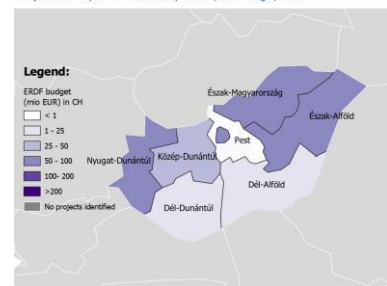 Legend:
ERDF budget
(mio EUR) in CH
< 1
1 - 25
25 - 50
50 - 100
100- 200
>200
No projects identified
Észak-Magyarország
Észak-Alföld
Pest
Nyugat-Dunántúl
Közép-Dunántúl
Dél-Alföld
Dél-Dunántúl